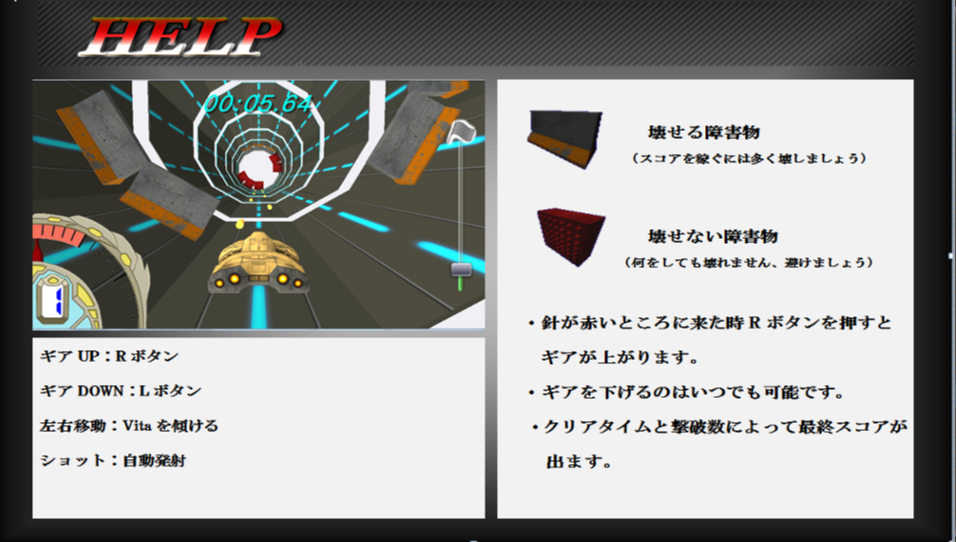 HELP
00:05.64
ギア UP：R ボタン
ギア DOWN：L ボタン
左右移動：Vita を傾ける
ショット：自動発射
壊せる障害物
（スコアを稼ぐには多く壊しましょう）
壊せない障害物
（何をしても壊れません、避けましょう）
・針が赤いところに来た時 R ボタンを押すと
ギアが上がります。
・ギアを下げるのはいつでも可能です。
・クリアタイムと撃破数によって最終スコアが
出ます。